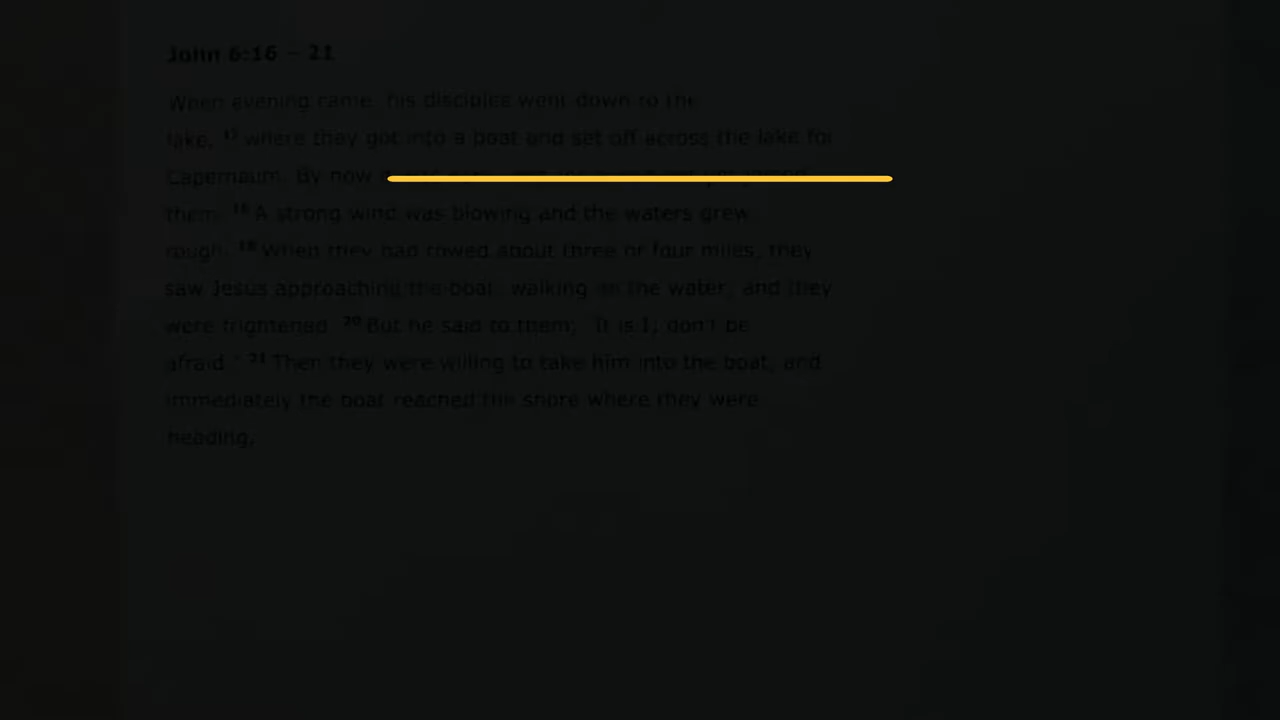 John 6:16 – 21
When evening came, his disciples went down to the
lake, 17 where they got into a boat and set off across the lake for
Capernaum. By now
them. 18 A strong wind was blowing and the waters grew
rough. 19 When they had rowed about three or four miles, they
saw Jesus approaching the boat, walking on the water, and they
were frightened. 20 But he said to them, "It is I; don't be
afraid." 21 Then they were willing to take him into the boat, and
immediately the boat reached the shore where they were
heading.